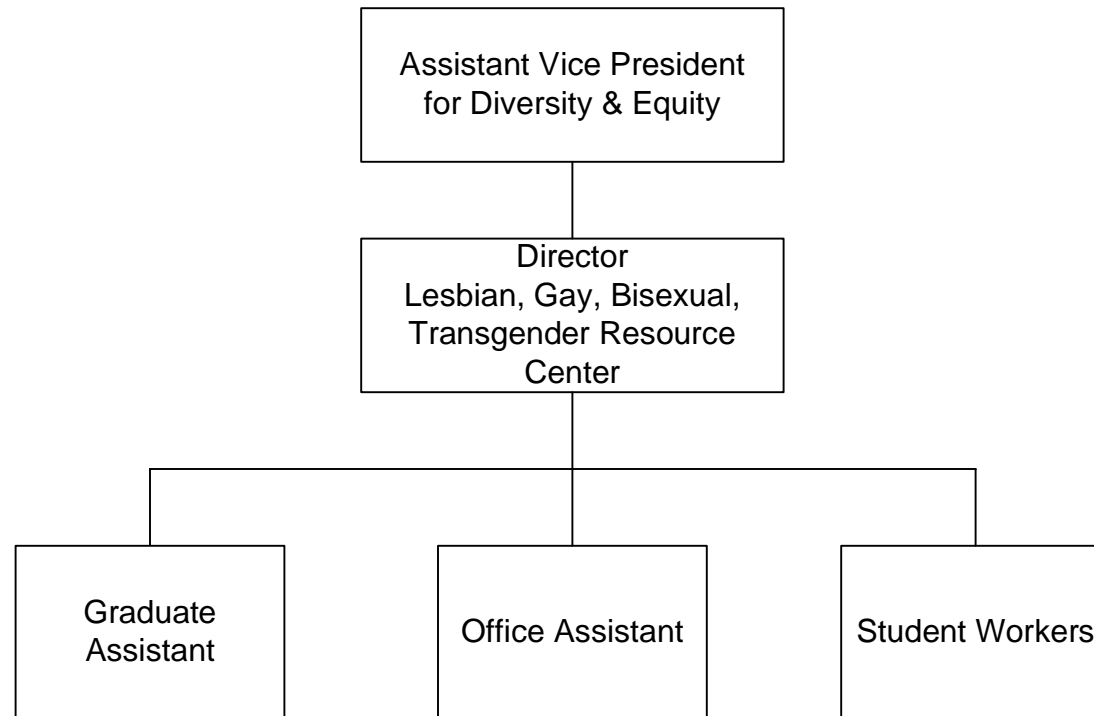 Assistant Vice President
for Diversity & Equity
Director
Lesbian, Gay, Bisexual,
Transgender Resource
Center
Graduate
Assistant
Office Assistant
Student Workers